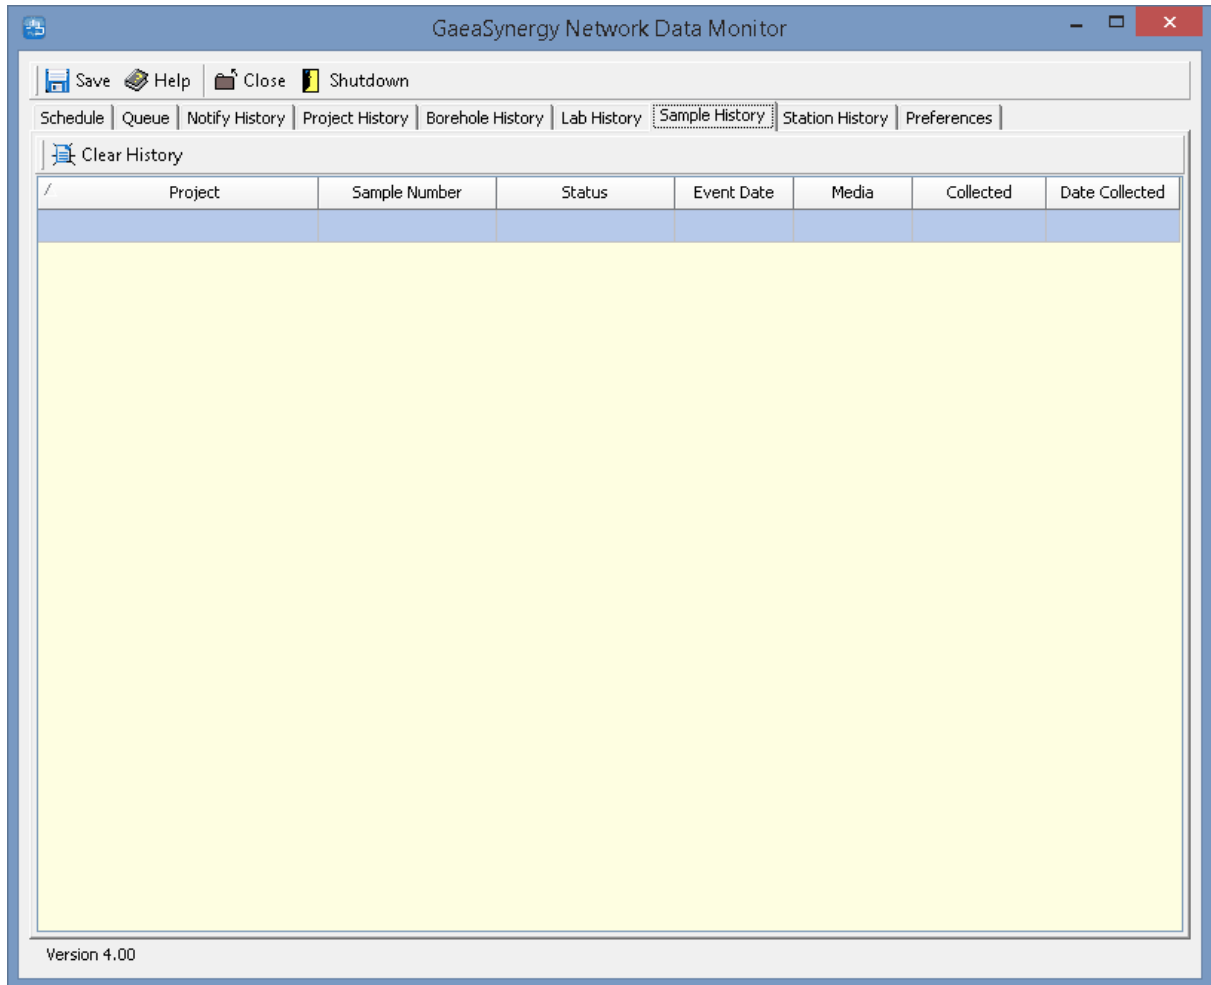 GaeaSynergy Network Data Monitor
Save Help Close Shutdown
Schedule Queue Notify History Project History Borehole History Lab History Sample History Station History Preferences
Clear History
Project Sample Number Status Event Date Media Collected Date Collected
Version 4.00